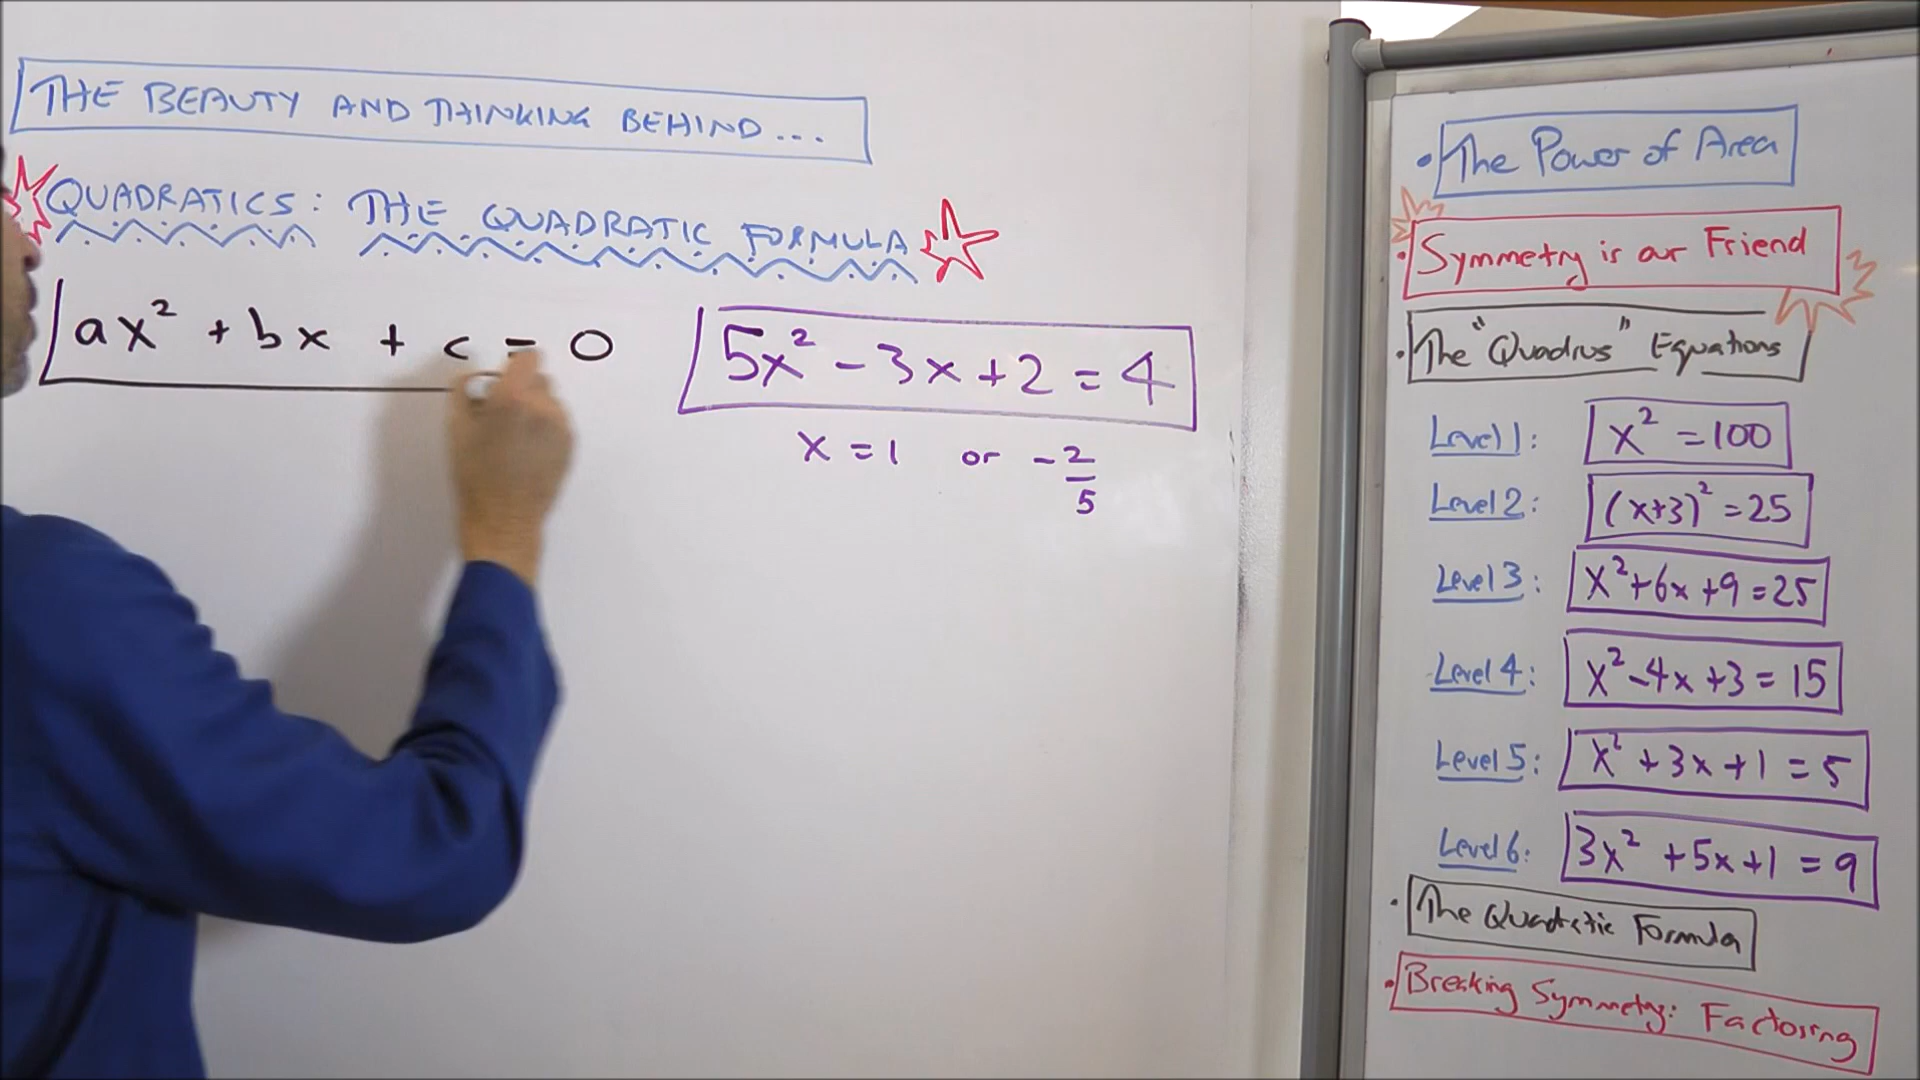 THE BEAUTY AND THINKING BEHIND...
QUADRATICS: THE QUADRATIC FORMULA
ax² + bx + c = 0
5x² - 3x + 2 = 4
x = 1 or -2/5
• The Power of Area
• Symmetry is our Friend
• The "Quadrus" Equations
Level 1: x² = 100
Level 2: (x+3)² = 25
Level 3: x² + 6x + 9 = 25
Level 4: x² - 4x + 3 = 15
Level 5: x² + 3x + 1 = 5
Level 6: 3x² + 5x + 1 = 9
• The Quadratic Formula
• Breaking Symmetry: Factoring